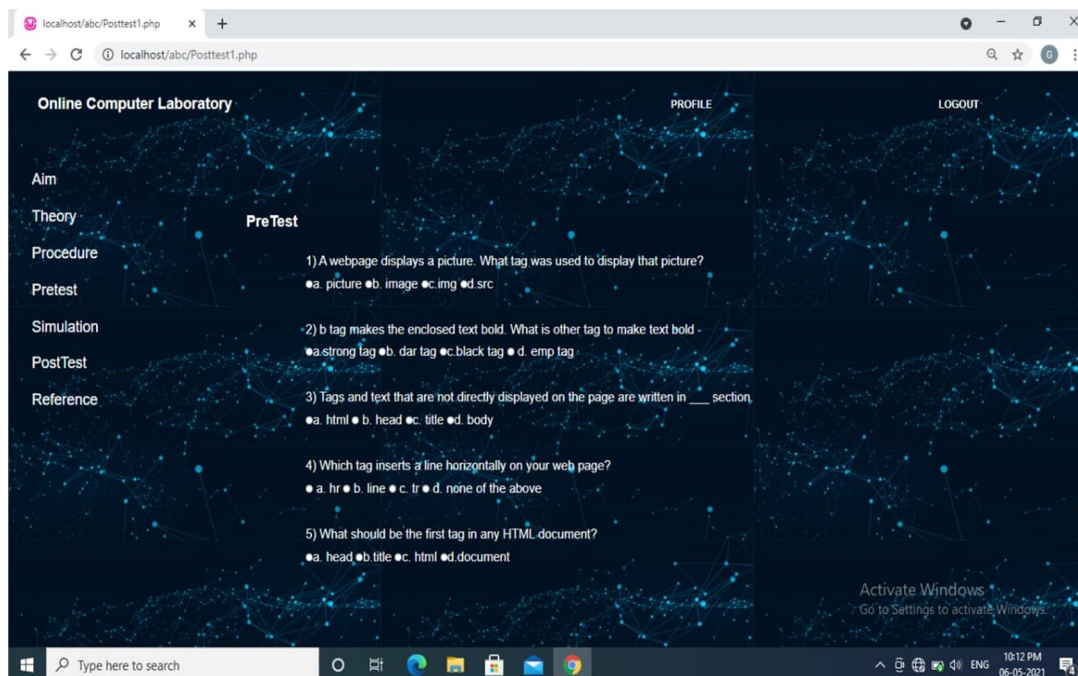 localhost/abc/Posttest1.php
localhost/abc/Posttest1.php
G
Online Computer Laboratory
PROFILE
LOGOUT
Aim
Theory
Procedure
Pretest
Simulation
PostTest
Reference
PreTest
1) A webpage displays a picture. What tag was used to display that picture?
a. picture b. image c.img d.src
2) b tag makes the enclosed text bold. What is other tag to make text bold -
a.strong tag b. dar tag c.black tag d. emp tag
3) Tags and text that are not directly displayed on the page are written in ___ section.
a. html b. head c. title d. body
4) Which tag inserts a line horizontally on your web page?
a. hr b. line c. tr d. none of the above
5) What should be the first tag in any HTML document?
a. head b.title c. html d.document
Activate Windows
Go to Settings to activate Windows.
Type here to search
ENG
10:12 PM
06-05-2021
4